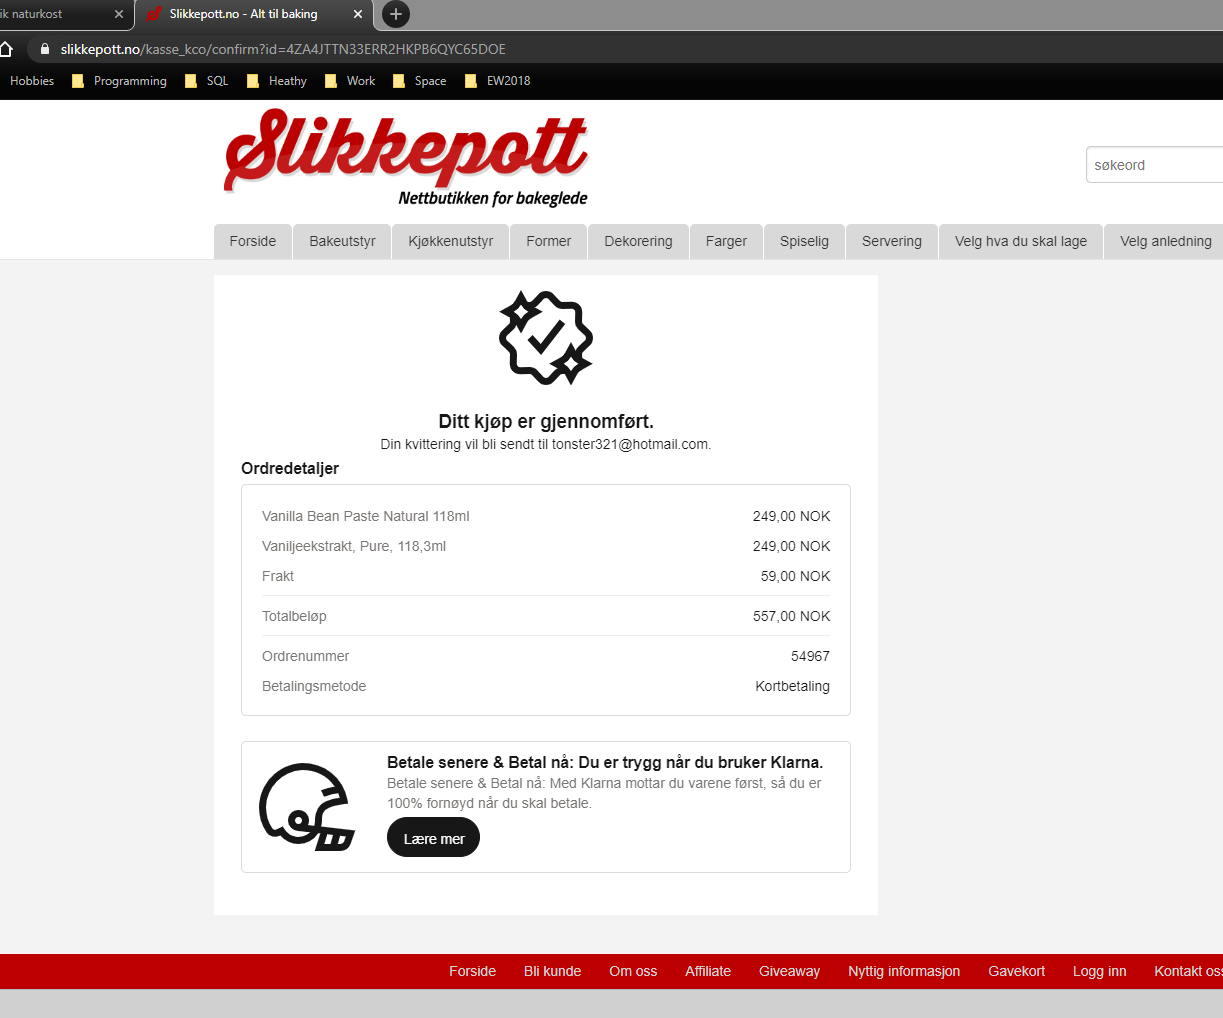 ik naturkost
Slikkepott.no - Alt til baking
slikkepott.no/kasse_kco/confirm?id=4ZA4JTTN33ERR2HKPB6QYC65DOE
Hobbies Programming SQL Heathy Work Space EW2018
Slikkepott
Nettbutikken for bakeglede
søkeord
Forside Bakeutstyr Kjøkkenutstyr Former Dekorering Farger Spiselig Servering Velg hva du skal lage Velg anledning
Ditt kjøp er gjennomført.
Din kvittering vil bli sendt til tonster321@hotmail.com.
Ordredetaljer
Vanilla Bean Paste Natural 118ml 249,00 NOK
Vaniljeekstrakt, Pure, 118,3ml 249,00 NOK
Frakt 59,00 NOK
Totalbeløp 557,00 NOK
Ordrenummer 54967
Betalingsmetode Kortbetaling
Betale senere & Betal nå: Du er trygg når du bruker Klarna.
Betale senere & Betal nå: Med Klarna mottar du varene først, så du er
100% fornøyd når du skal betale.
Lære mer
Forside Bli kunde Om oss Affiliate Giveaway Nyttig informasjon Gavekort Logg inn Kontakt oss